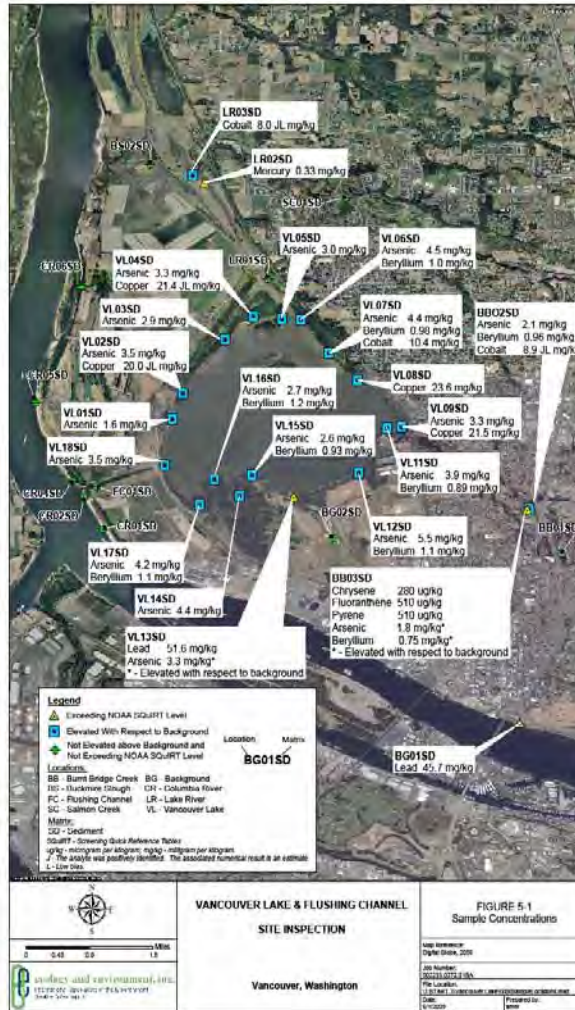 LR03SD
Cobalt 8.0 JL mg/kg
BS02SD
LR02SD
Mercury 0.33 mg/kg
SC01SD
VL05SD
Arsenic 3.0 mg/kg
VL06SD
Arsenic 4.5 mg/kg
Beryllium 1.0 mg/kg
VL04SD
Arsenic 3.3 mg/kg
Copper 21.4 JL mg/kg
LR01SD
CR06SD
VL03SD
Arsenic 2.9 mg/kg
VL07SD
Arsenic 4.4 mg/kg
Beryllium 0.98 mg/kg
Cobalt 10.4 mg/kg
BB02SD
Arsenic 2.1 mg/kg
Beryllium 0.96 mg/kg
Cobalt 8.9 JL mg/kg
VL02SD
Arsenic 3.5 mg/kg
Copper 20.0 JL mg/kg
VL16SD
Arsenic 2.7 mg/kg
Beryllium 1.2 mg/kg
VL08SD
Copper 23.6 mg/kg
CR05SD
VL01SD
Arsenic 1.6 mg/kg
VL15SD
Arsenic 2.6 mg/kg
Beryllium 0.93 mg/kg
VL09SD
Arsenic 3.3 mg/kg
Copper 21.5 mg/kg
VL18SD
Arsenic 3.5 mg/kg
VL11SD
Arsenic 3.9 mg/kg
Beryllium 0.89 mg/kg
CR04SD
FC01SD
CR02SD
CR01SD
BG02SD
VL12SD
Arsenic 5.5 mg/kg
Beryllium 1.1 mg/kg
BB01SD
VL17SD
Arsenic 4.2 mg/kg
Beryllium 1.1 mg/kg
VL14SD
Arsenic 4.4 mg/kg
BB03SD
Chrysene 280 ug/kg
Fluoranthene 510 ug/kg
Pyrene 510 ug/kg
Arsenic 1.8 mg/kg*
Beryllium 0.75 mg/kg*
* - Elevated with respect to background
VL13SD
Lead 51.6 mg/kg
Arsenic 3.3 mg/kg*
* - Elevated with respect to background
BG01SD
Lead 45.7 mg/kg
Legend
Exceeding NOAA SQuiRT Level
Elevated With Respect to Background
Not Elevated above Background and
Not Exceeding NOAA SQuiRT Level
Location Matrix
BG01SD
Locations:
BB - Burnt Bridge Creek BG - Background
BS - Buckmire Slough CR - Columbia River
FC - Flushing Channel LR - Lake River
SC - Salmon Creek VL - Vancouver Lake
Matrix:
SD - Sediment
SQuiRT - Screening Quick Reference Tables
ug/kg - microgram per kilogram; mg/kg - milligram per kilogram
J - The analyte was positively identified. The associated numerical result is an estimate
L - Low bias
N
W E
S
0 0.45 0.9 1.8 Miles
ecology and environment, inc.
VANCOUVER LAKE & FLUSHING CHANNEL
SITE INSPECTION
Vancouver, Washington
FIGURE 5-1
Sample Concentrations
Map Reference:
Job Number:
File Location:
Date:
Prepared by: